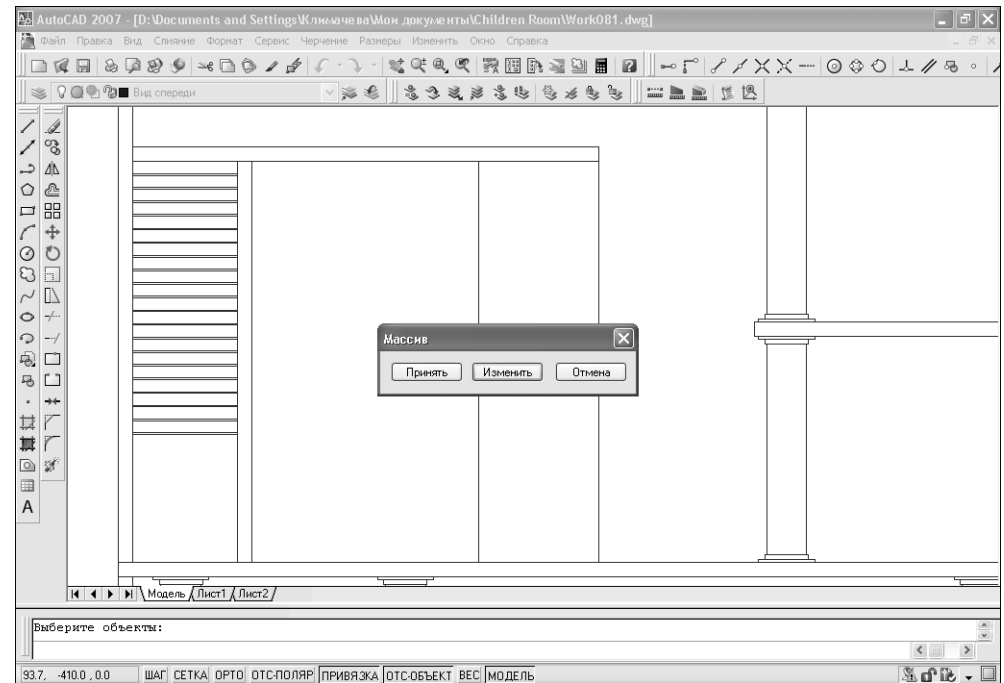 AutoCAD 2007 - [D:\Documents and Settings\Климачева\Мои документы\Children Room\Work081.dwg]
Файл Правка Вид Слияние Формат Сервис Черчение Размеры Изменить Окно Справка
Вид спереди
Массив
Принять Изменить Отмена
A
Модель Лист1 Лист2
Выберите объекты:
93.7, -410.0 , 0.0 ШАГ СЕТКА ОРТО ОТС-ПОЛЯР ПРИВЯЗКА ОТС-ОБЪЕКТ ВЕС МОДЕЛЬ